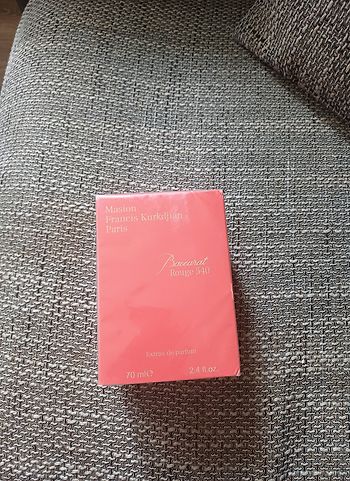 Maison
Francis Kurkdjian
Paris
Baccarat
Rouge 540
Extrait de parfum
70 ml℮ 2.4 fl.oz.